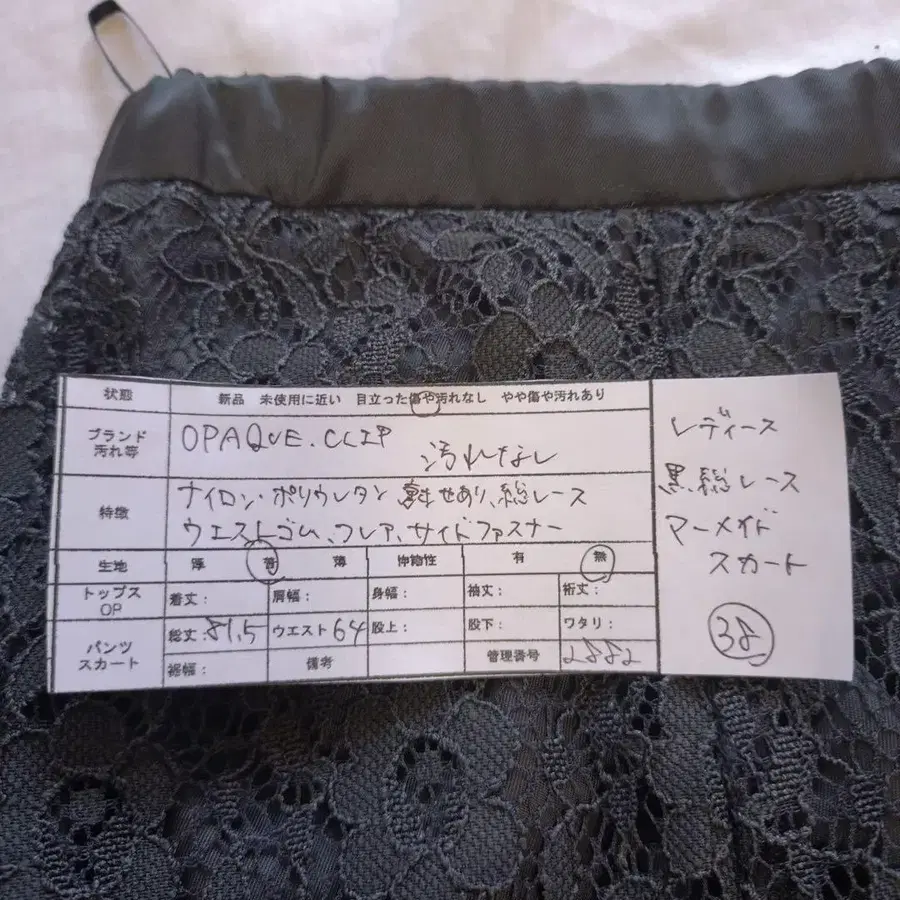 状態 新品 未使用に近い 目立った傷や汚れなし やや傷や汚れあり
ブランド
汚れ等
OPAQUE.CLIP
汚れなし
特徴
ナイロン・ポリウレタン 裏地あり、総レース
ウエストゴム、フレア、サイドファスナー
生地 厚 普 薄 伸縮性 有 無
トップス
OP
着丈: 肩幅: 身幅: 袖丈: 裄丈:
パンツ
スカート
総丈:81.5 ウエスト64 股上: 股下: ワタリ:
裾幅: 備考 管理番号 2882
レディース
黒総レース
マーメイド
スカート
38